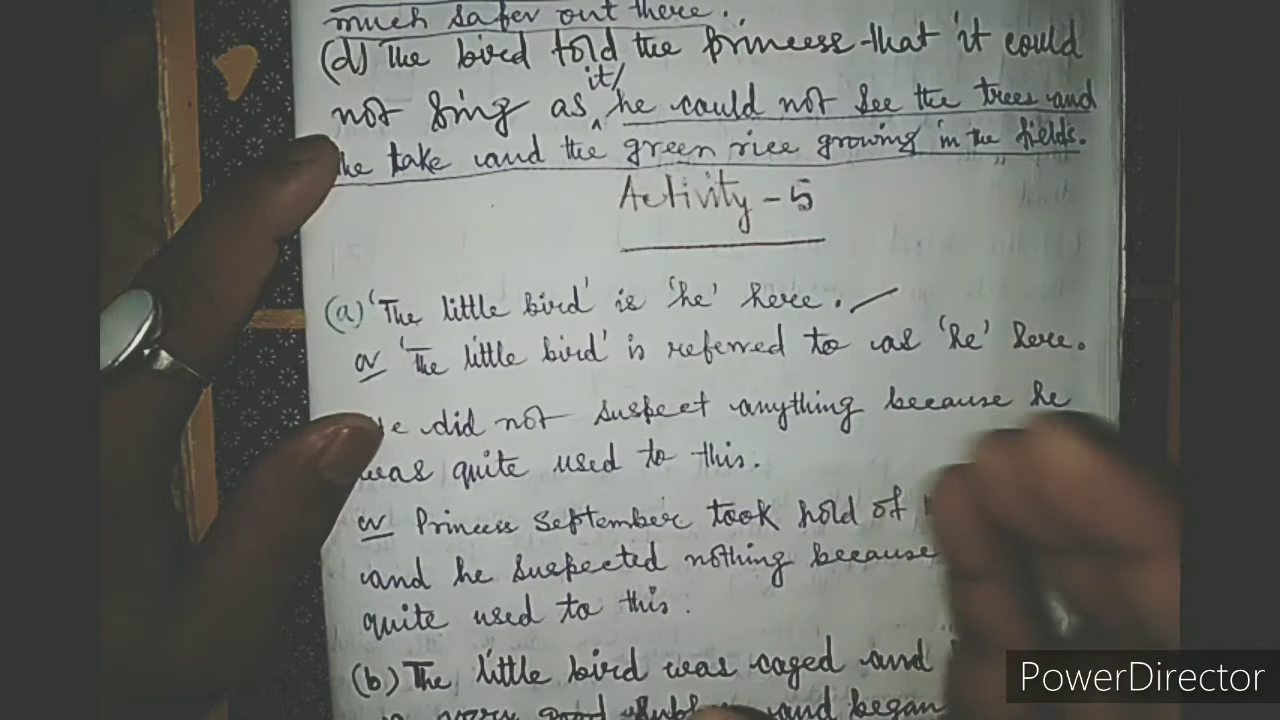 much safer out there.
(d) The bird told the princess that it could
it/
not sing as ^ he could not see the trees and
the lake and the green rice growing in the fields.
Activity - 5
(a) 'The little bird' is 'he' here.
or 'The little bird' is referred to as 'he' here.
did not suspect anything because he
was quite used to this.
or Princess September took hold of
and he suspected nothing because
quite used to this.
(b) The little bird was caged and
very good and began
PowerDirector